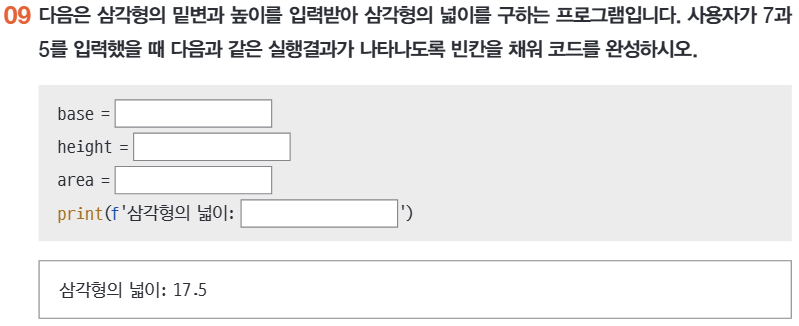 09 다음은 삼각형의 밑변과 높이를 입력받아 삼각형의 넓이를 구하는 프로그램입니다. 사용자가 7과
5를 입력했을 때 다음과 같은 실행결과가 나타나도록 빈칸을 채워 코드를 완성하시오.
base =
height =
area =
print(f'삼각형의 넓이: ')
삼각형의 넓이: 17.5